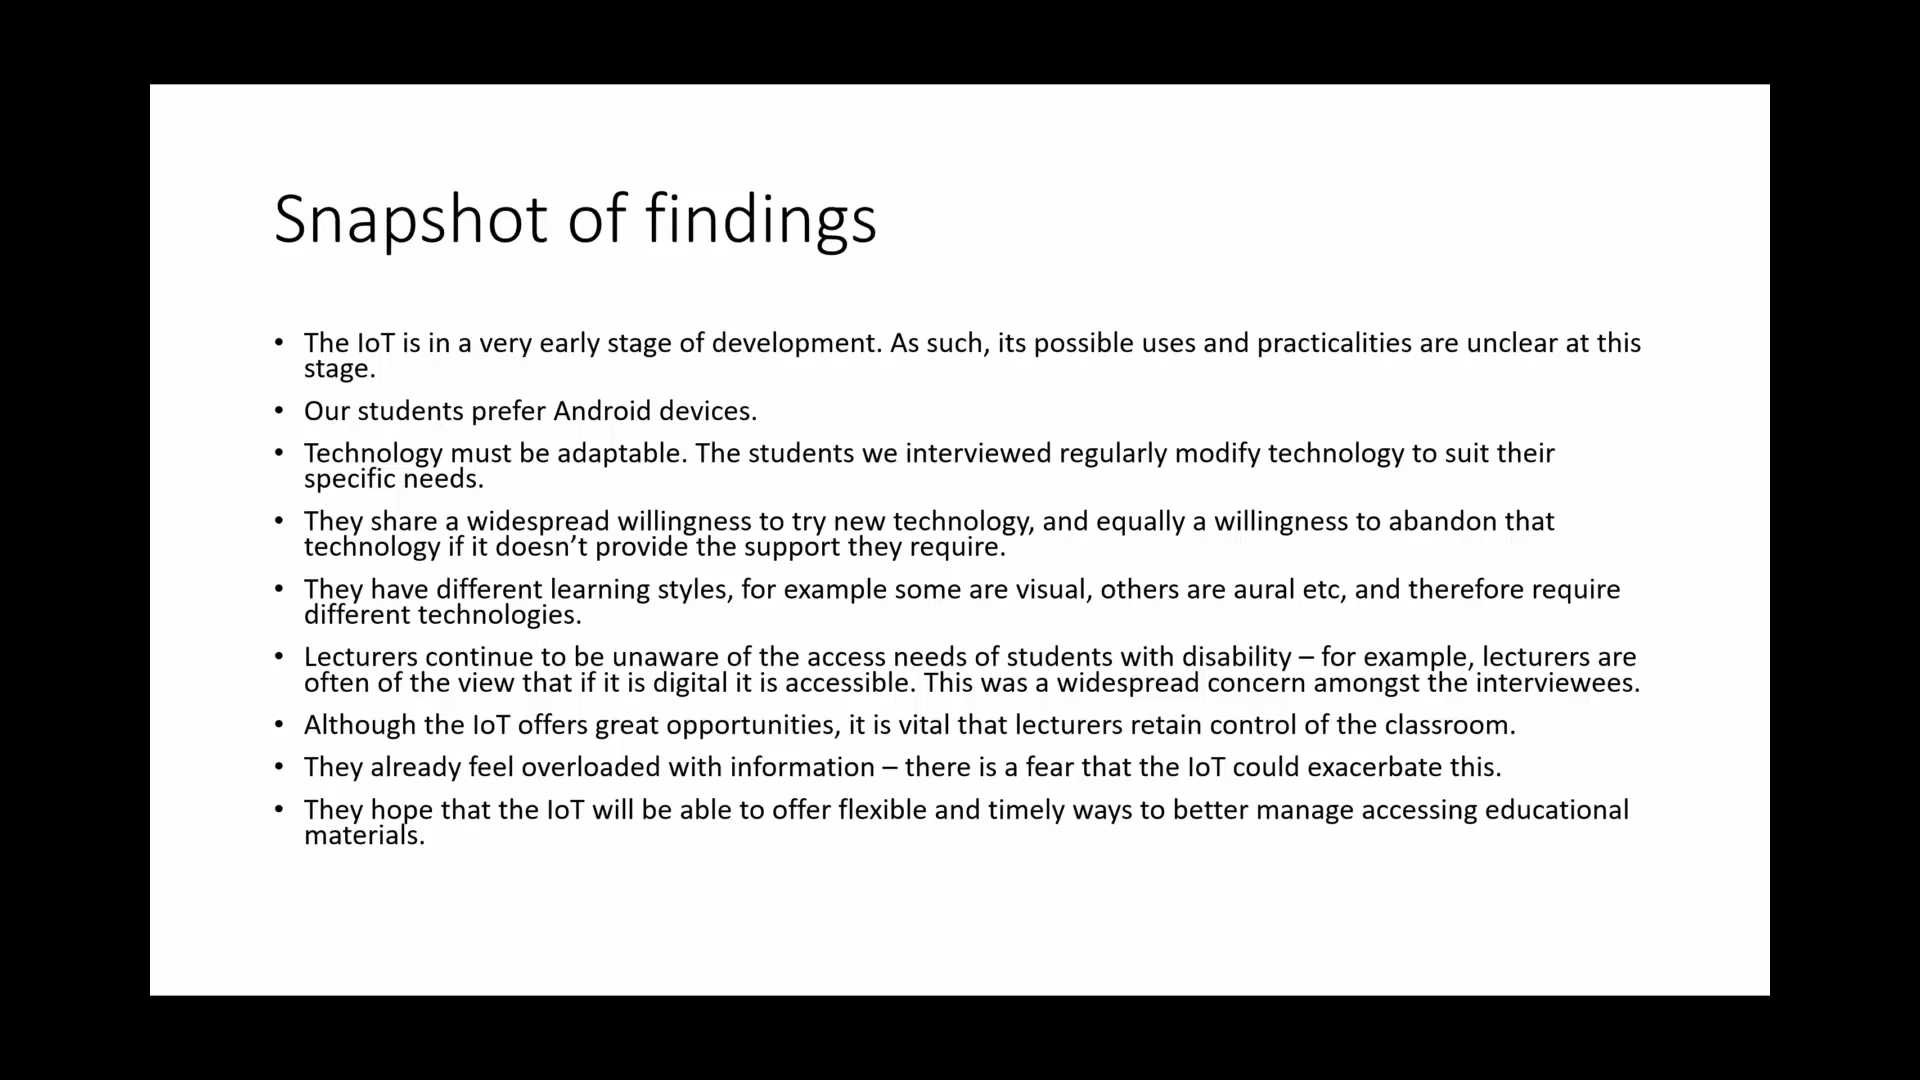 Snapshot of findings
• The IoT is in a very early stage of development. As such, its possible uses and practicalities are unclear at this
stage.
• Our students prefer Android devices.
• Technology must be adaptable. The students we interviewed regularly modify technology to suit their
specific needs.
• They share a widespread willingness to try new technology, and equally a willingness to abandon that
technology if it doesn’t provide the support they require.
• They have different learning styles, for example some are visual, others are aural etc, and therefore require
different technologies.
• Lecturers continue to be unaware of the access needs of students with disability – for example, lecturers are
often of the view that if it is digital it is accessible. This was a widespread concern amongst the interviewees.
• Although the IoT offers great opportunities, it is vital that lecturers retain control of the classroom.
• They already feel overloaded with information – there is a fear that the IoT could exacerbate this.
• They hope that the IoT will be able to offer flexible and timely ways to better manage accessing educational
materials.